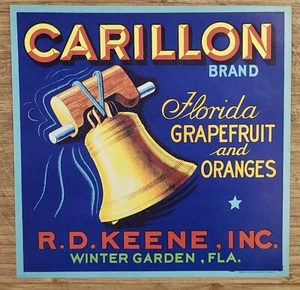 CARILLON
BRAND
Florida
GRAPEFRUIT
and
ORANGES
R.D.KEENE, INC.
WINTER GARDEN, FLA.